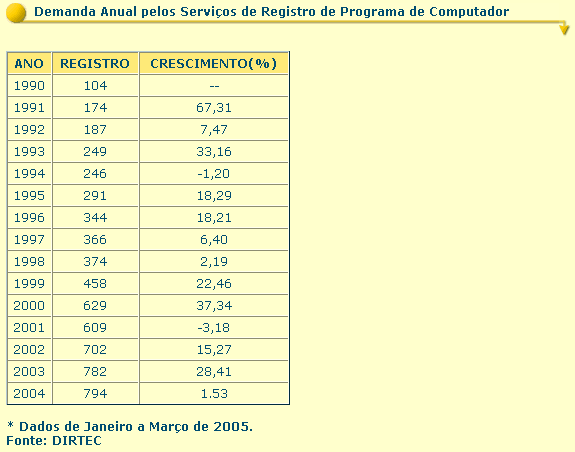 Demanda Anual pelos Serviços de Registro de Programa de Computador
ANO REGISTRO CRESCIMENTO(%)
1990 104 --
1991 174 67,31
1992 187 7,47
1993 249 33,16
1994 246 -1,20
1995 291 18,29
1996 344 18,21
1997 366 6,40
1998 374 2,19
1999 458 22,46
2000 629 37,34
2001 609 -3,18
2002 702 15,27
2003 782 28,41
2004 794 1.53
* Dados de Janeiro a Março de 2005.
Fonte: DIRTEC